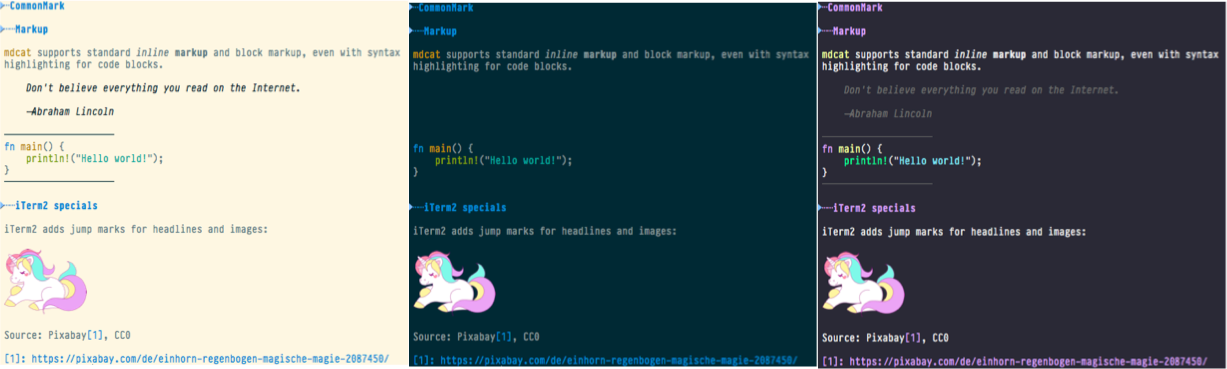 CommonMark
Markup
mdcat supports standard inline markup and block markup, even with syntax
highlighting for code blocks.
Don't believe everything you read on the Internet.
—Abraham Lincoln
fn main() {
println!("Hello world!");
}
iTerm2 specials
iTerm2 adds jump marks for headlines and images:
Source: Pixabay[1], CC0
[1]: https://pixabay.com/de/einhorn-regenbogen-magische-magie-2087450/
CommonMark
Markup
mdcat supports standard inline markup and block markup, even with syntax
highlighting for code blocks.
fn main() {
println!("Hello world!");
}
iTerm2 specials
iTerm2 adds jump marks for headlines and images:
Source: Pixabay[1], CC0
[1]: https://pixabay.com/de/einhorn-regenbogen-magische-magie-2087450/
CommonMark
Markup
mdcat supports standard inline markup and block markup, even with syntax
highlighting for code blocks.
Don't believe everything you read on the Internet.
—Abraham Lincoln
fn main() {
println!("Hello world!");
}
iTerm2 specials
iTerm2 adds jump marks for headlines and images:
Source: Pixabay[1], CC0
[1]: https://pixabay.com/de/einhorn-regenbogen-magische-magie-2087450/